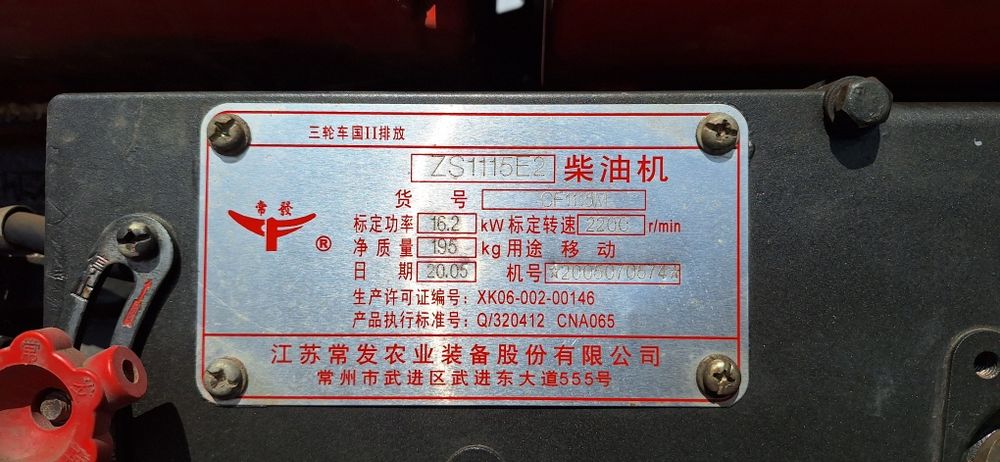 三轮车国II排放
ZS1115E2 柴油机
常發
®
货 号
标定功率 16.2 kW 标定转速 2200 r/min
净质量 195 kg 用途 移动
日 期 20.05 机号
生产许可证编号: XK06-002-00146
产品执行标准号: Q/320412 CNA065
江苏常发农业装备股份有限公司
常州市武进区武进东大道555号